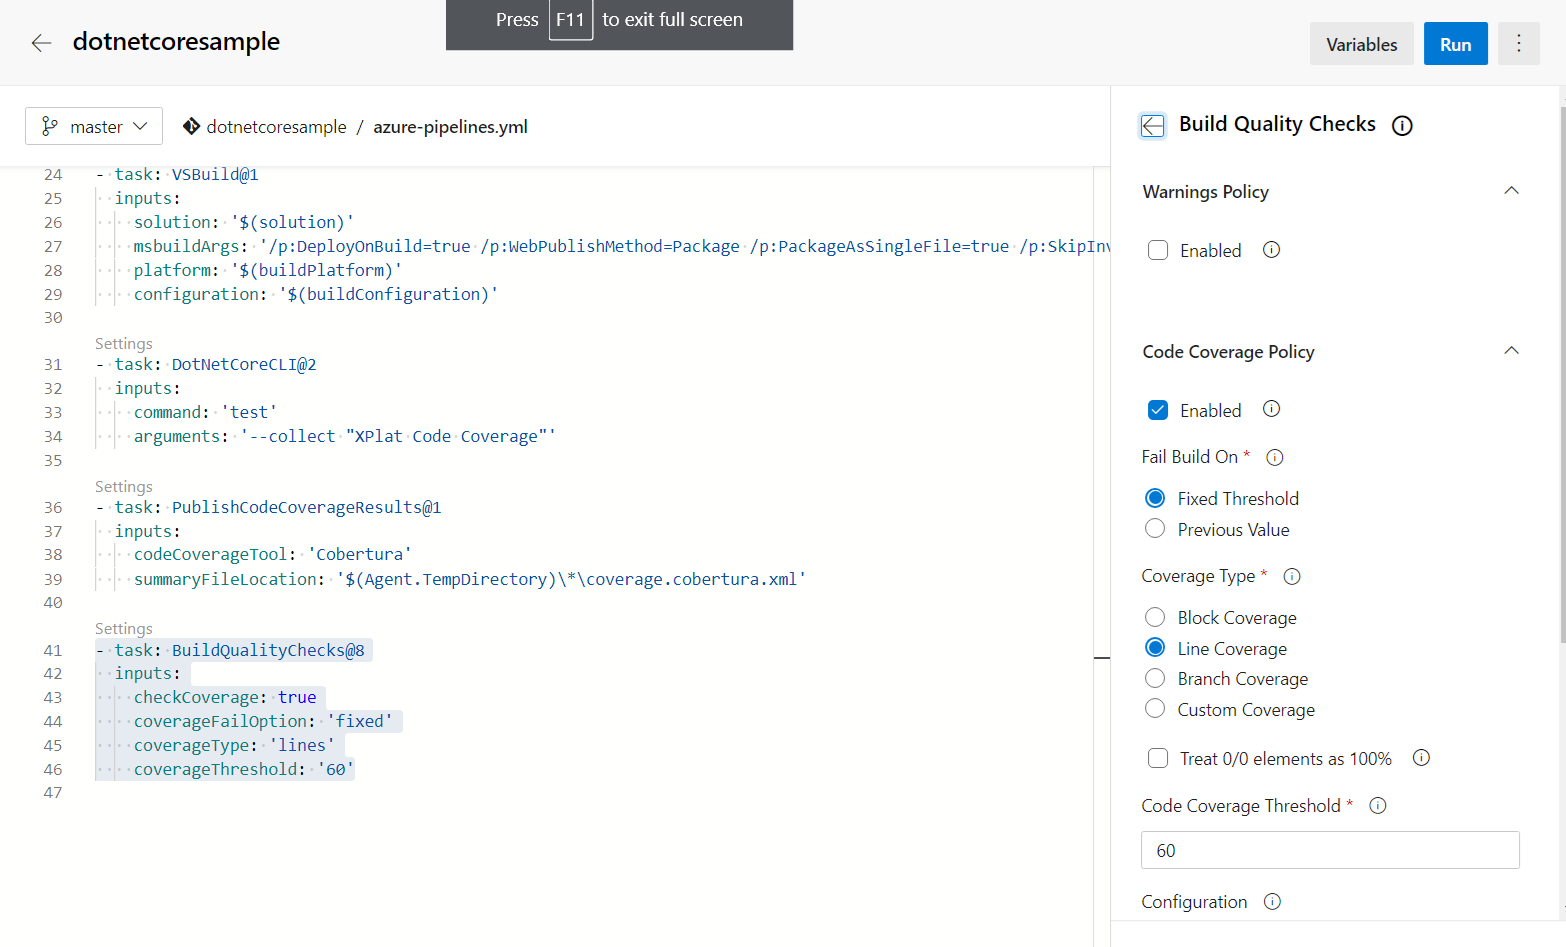 Press F11 to exit full screen
dotnetcoresample
Variables
Run
master
dotnetcoresample / azure-pipelines.yml
24 - task: VSBuild@1
25 inputs:
26 solution: '$(solution)'
27 msbuildArgs: '/p:DeployOnBuild=true /p:WebPublishMethod=Package /p:PackageAsSingleFile=true /p:SkipInv
28 platform: '$(buildPlatform)'
29 configuration: '$(buildConfiguration)'
30
Settings
31 - task: DotNetCoreCLI@2
32 inputs:
33 command: 'test'
34 arguments: '--collect "XPlat Code Coverage"'
35
Settings
36 - task: PublishCodeCoverageResults@1
37 inputs:
38 codeCoverageTool: 'Cobertura'
39 summaryFileLocation: '$(Agent.TempDirectory)\*\coverage.cobertura.xml'
40
Settings
41 - task: BuildQualityChecks@8
42 inputs:
43 checkCoverage: true
44 coverageFailOption: 'fixed'
45 coverageType: 'lines'
46 coverageThreshold: '60'
47
Build Quality Checks
Warnings Policy
Enabled
Code Coverage Policy
Enabled
Fail Build On *
Fixed Threshold
Previous Value
Coverage Type *
Block Coverage
Line Coverage
Branch Coverage
Custom Coverage
Treat 0/0 elements as 100%
Code Coverage Threshold *
60
Configuration